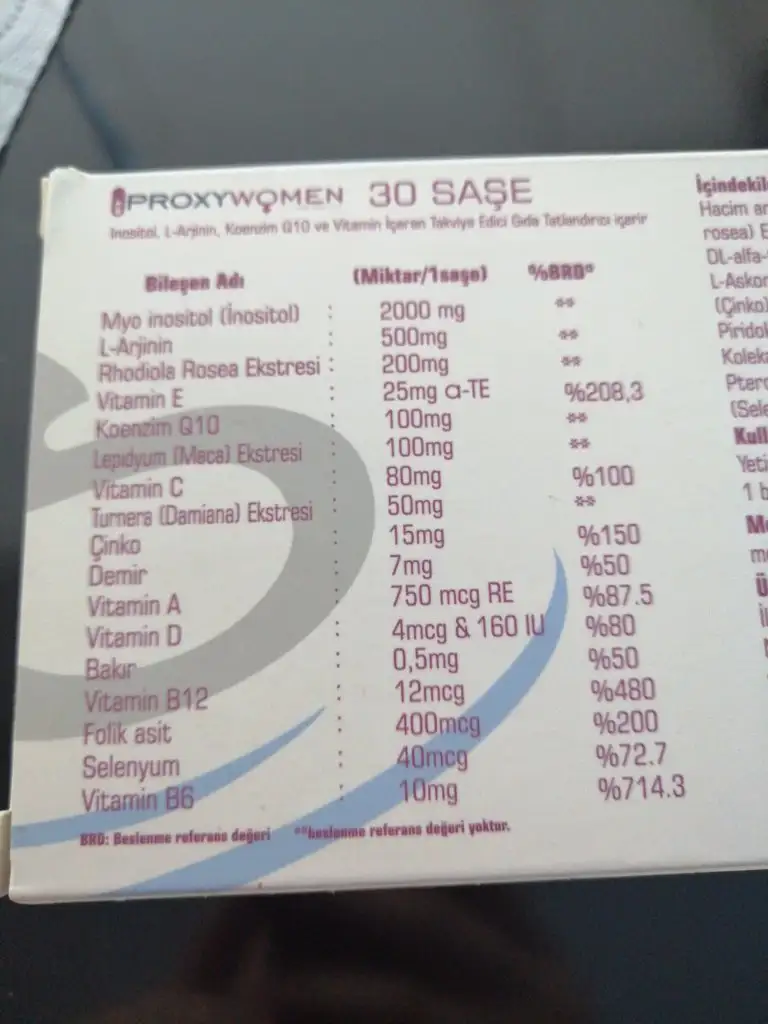 PROXYWOMEN 30 SAŞE
İnositol, L-Arjinin, Koenzim Q10 ve Vitamin İçeren Takviye Edici Gıda Tatlandırıcı içerir
Bileşen Adı (Miktar/1saşe) %BRD*
Myo inositol (İnositol) : 2000 mg **
L-Arjinin : 500mg **
Rhodiola Rosea Ekstresi : 200mg **
Vitamin E : 25mg α-TE %208,3
Koenzim Q10 : 100mg **
Lepidyum (Maca) Ekstresi : 100mg **
Vitamin C : 80mg %100
Turnera (Damiana) Ekstresi : 50mg **
Çinko : 15mg %150
Demir : 7mg %50
Vitamin A : 750 mcg RE %87.5
Vitamin D : 4mcg & 160 IU %80
Bakır : 0,5mg %50
Vitamin B12 : 12mcg %480
Folik asit : 400mcg %200
Selenyum : 40mcg %72.7
Vitamin B6 : 10mg %714.3
BRD: Beslenme referans değeri **beslenme referans değeri yoktur.
Hacim
rosea) E
DL-alfa-
L-Askor
(Çinko)
Pirido
Koleka
Ptero
(Sele
Kull
Yeti
1 b